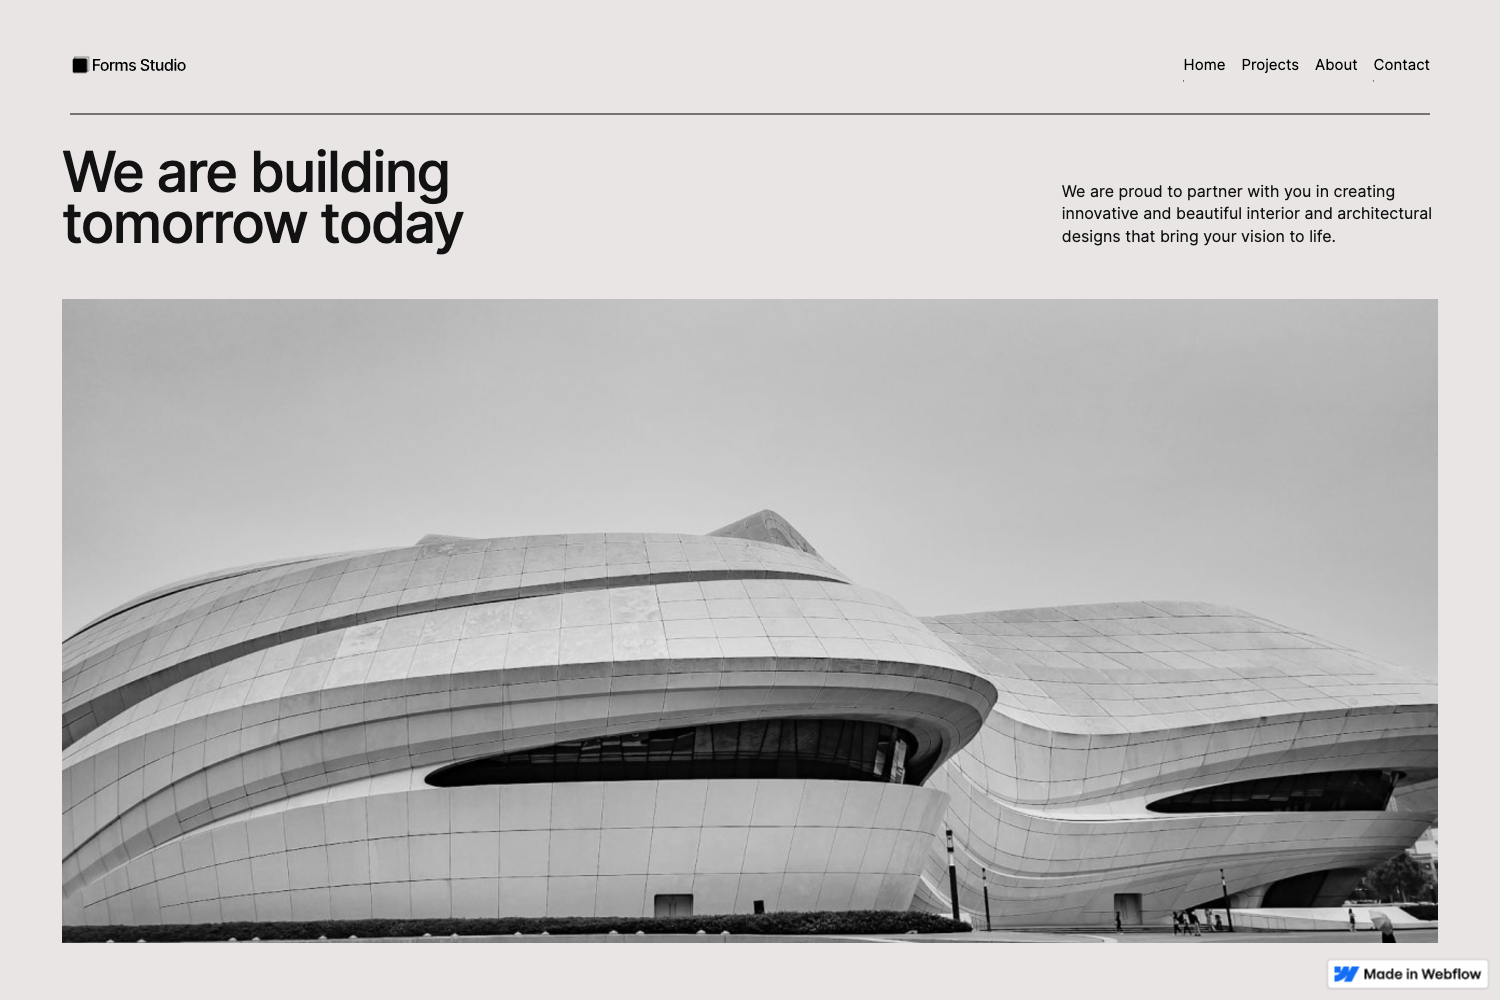 Forms Studio
Home Projects About Contact
We are building
tomorrow today
We are proud to partner with you in creating
innovative and beautiful interior and architectural
designs that bring your vision to life.
Made in Webflow